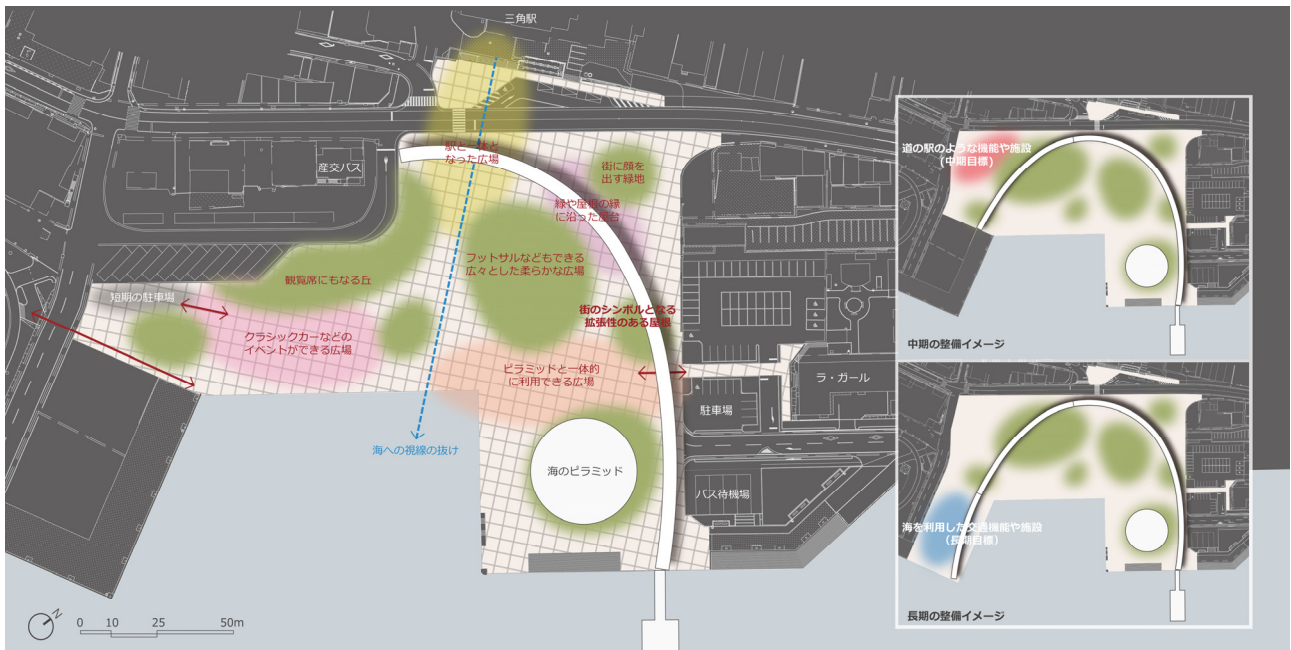 三角駅
産交バス
駅と一体と
なった広場
街に顔を
出す緑地
緑や屋根の縁
に沿った屋台
フットサルなどもできる
広々とした柔らかな広場
観覧席にもなる丘
短期の駐車場
クラシックカーなどの
イベントができる広場
街のシンボルとなる
拡張性のある屋根
ピラミッドと一体的
に利用できる広場
ラ・ガール
駐車場
海への視線の抜け
海のピラミッド
バス待機場
N
0 10 25 50m
道の駅のような機能や施設
(中期目標)
中期の整備イメージ
海を利用した交通機能や施設
(長期目標)
長期の整備イメージ